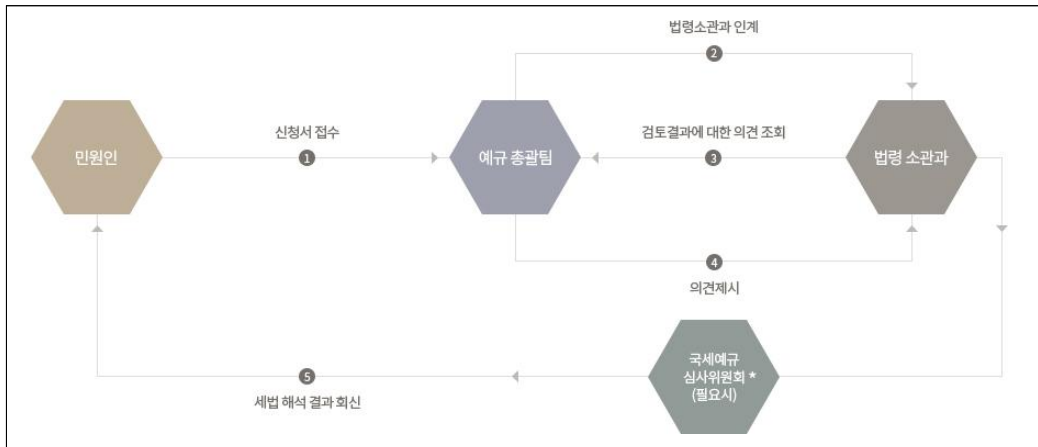 법령소관과 인계
2
민원인
신청서 접수
1
예규 총괄팀
검토결과에 대한 의견 조회
3
법령 소관과
4
의견제시
국세예규
심사위원회 *
(필요시)
5
세법 해석 결과 회신